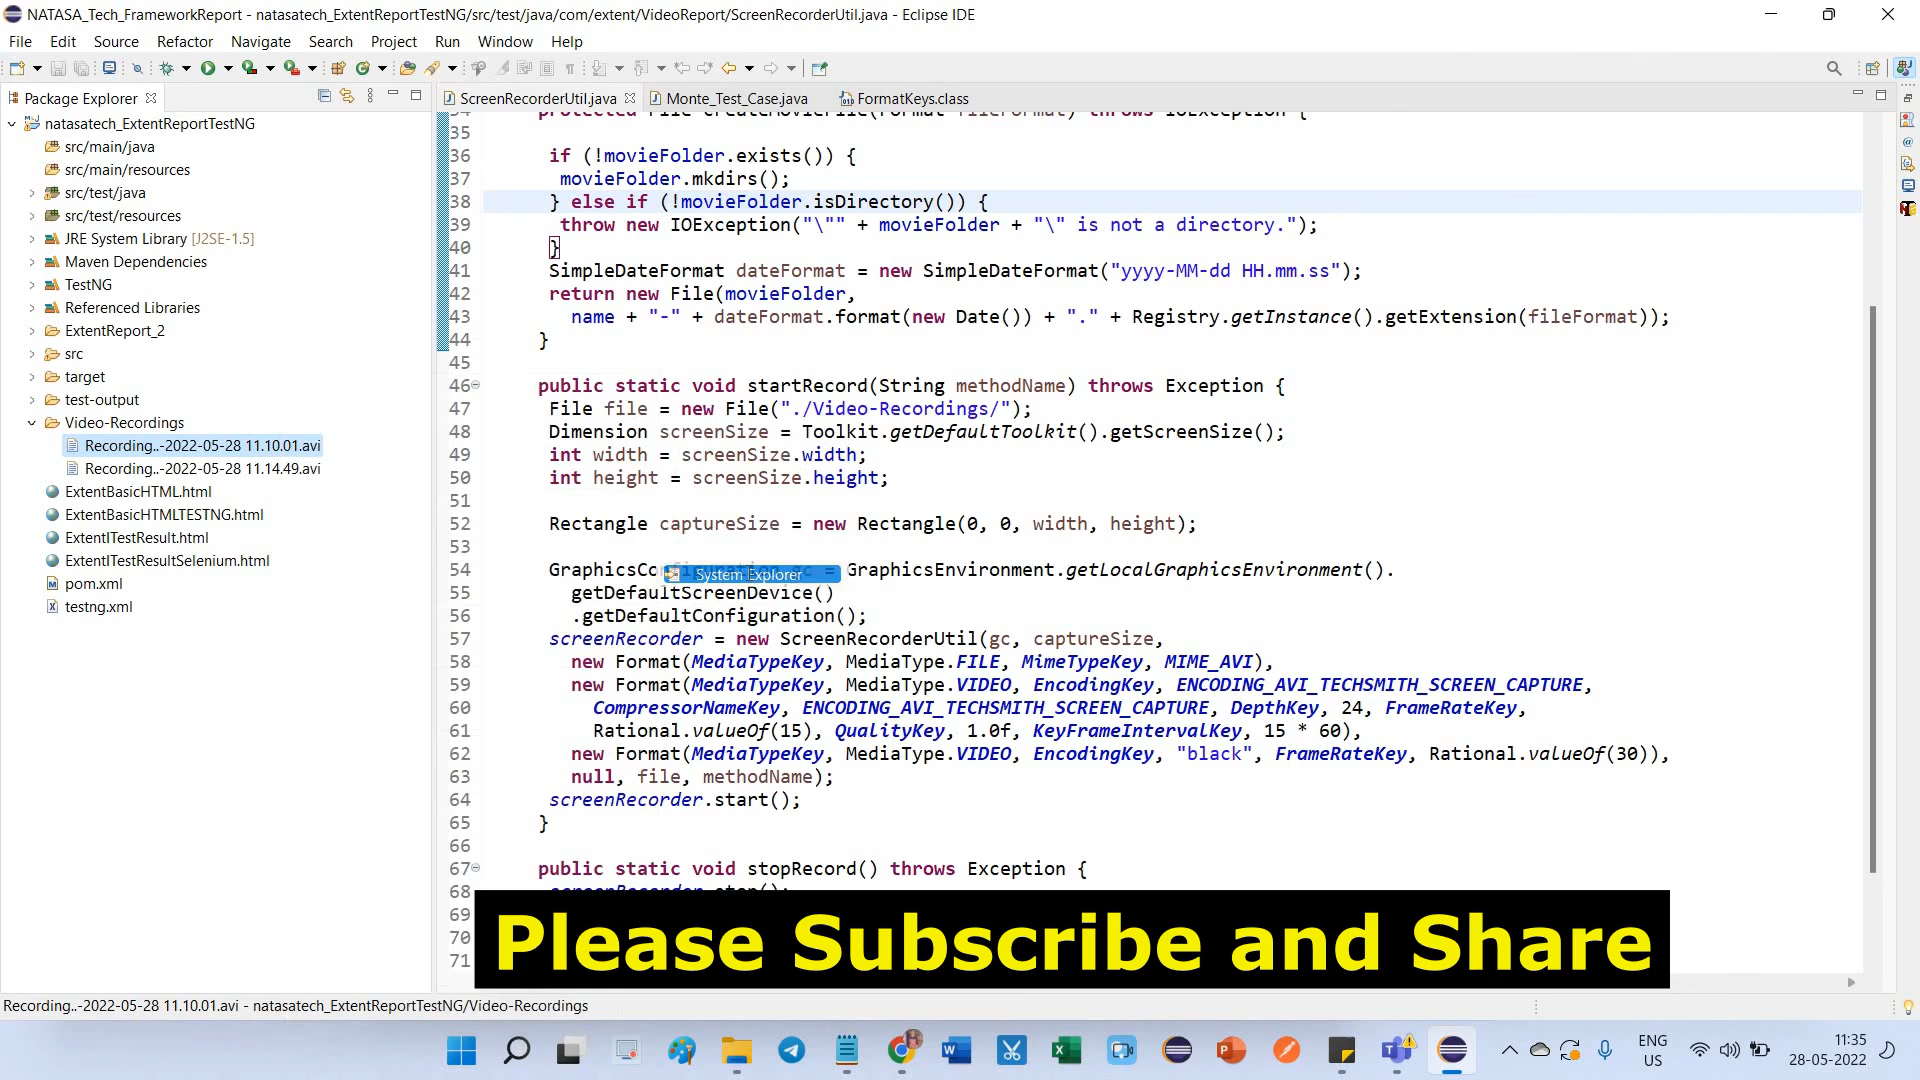 NATASA_Tech_FrameworkReport - natasatech_ExtentReportTestNG/src/test/java/com/extent/VideoReport/ScreenRecorderUtil.java - Eclipse IDE
File Edit Source Refactor Navigate Search Project Run Window Help
Package Explorer
natasatech_ExtentReportTestNG
src/main/java
src/main/resources
src/test/java
src/test/resources
JRE System Library [J2SE-1.5]
Maven Dependencies
TestNG
Referenced Libraries
ExtentReport_2
src
target
test-output
Video-Recordings
Recording..-2022-05-28 11.10.01.avi
Recording..-2022-05-28 11.14.49.avi
ExtentBasicHTML.html
ExtentBasicHTMLTESTNG.html
ExtentITestResult.html
ExtentITestResultSelenium.html
pom.xml
testng.xml
ScreenRecorderUtil.java Monte_Test_Case.java FormatKeys.class
34 protected File createMovieFile(Format fileFormat) throws IOException {
35
36 if (!movieFolder.exists()) {
37 movieFolder.mkdirs();
38 } else if (!movieFolder.isDirectory()) {
39 throw new IOException("\"" + movieFolder + "\" is not a directory.");
40 }
41 SimpleDateFormat dateFormat = new SimpleDateFormat("yyyy-MM-dd HH.mm.ss");
42 return new File(movieFolder,
43 name + "-" + dateFormat.format(new Date()) + "." + Registry.getInstance().getExtension(fileFormat));
44 }
45
46 public static void startRecord(String methodName) throws Exception {
47 File file = new File("./Video-Recordings/");
48 Dimension screenSize = Toolkit.getDefaultToolkit().getScreenSize();
49 int width = screenSize.width;
50 int height = screenSize.height;
51
52 Rectangle captureSize = new Rectangle(0, 0, width, height);
53
54 GraphicsConfiguration gc = GraphicsEnvironment.getLocalGraphicsEnvironment().
System Explorer
55 getDefaultScreenDevice()
56 .getDefaultConfiguration();
57 screenRecorder = new ScreenRecorderUtil(gc, captureSize,
58 new Format(MediaTypeKey, MediaType.FILE, MimeTypeKey, MIME_AVI),
59 new Format(MediaTypeKey, MediaType.VIDEO, EncodingKey, ENCODING_AVI_TECHSMITH_SCREEN_CAPTURE,
60 CompressorNameKey, ENCODING_AVI_TECHSMITH_SCREEN_CAPTURE, DepthKey, 24, FrameRateKey,
61 Rational.valueOf(15), QualityKey, 1.0f, KeyFrameIntervalKey, 15 * 60),
62 new Format(MediaTypeKey, MediaType.VIDEO, EncodingKey, "black", FrameRateKey, Rational.valueOf(30)),
63 null, file, methodName);
64 screenRecorder.start();
65 }
66
67 public static void stopRecord() throws Exception {
68 screenRecorder.stop();
69
70
71
Please Subscribe and Share
Recording..-2022-05-28 11.10.01.avi - natasatech_ExtentReportTestNG/Video-Recordings
ENG
US
11:35
28-05-2022